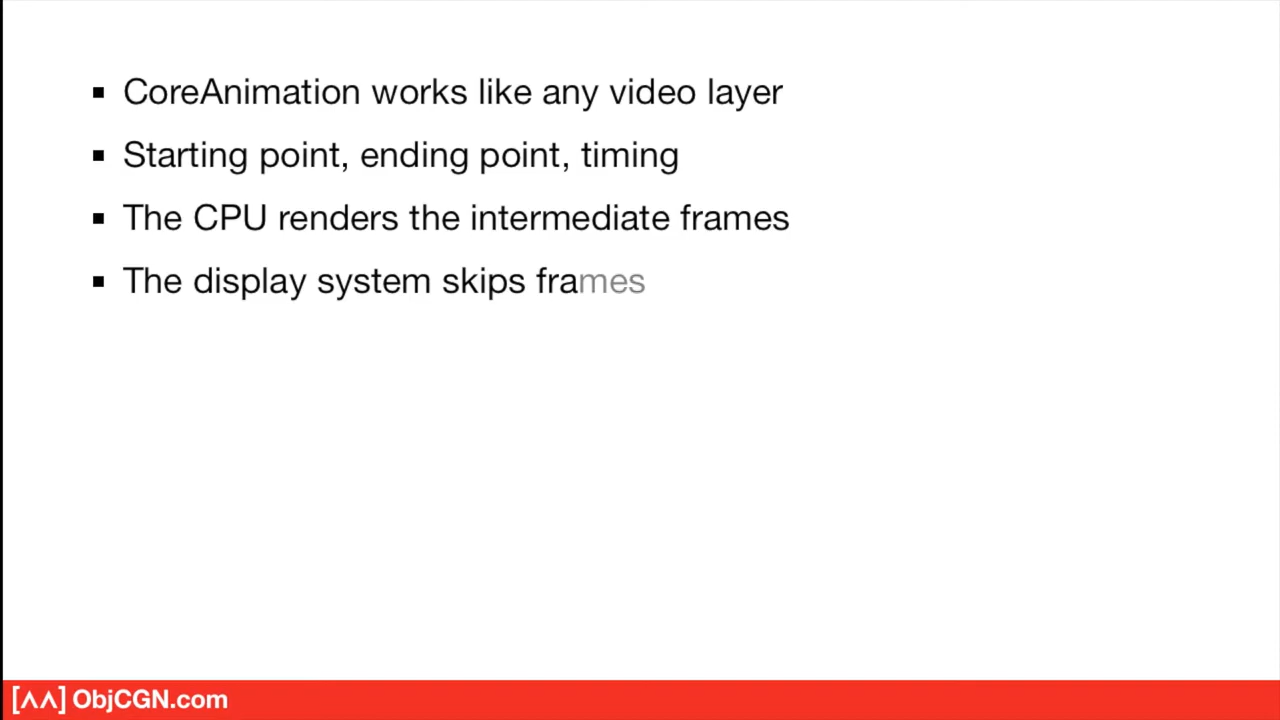 ▪ CoreAnimation works like any video layer
▪ Starting point, ending point, timing
▪ The CPU renders the intermediate frames
▪ The display system skips frames
[ʌʌ] ObjCGN.com